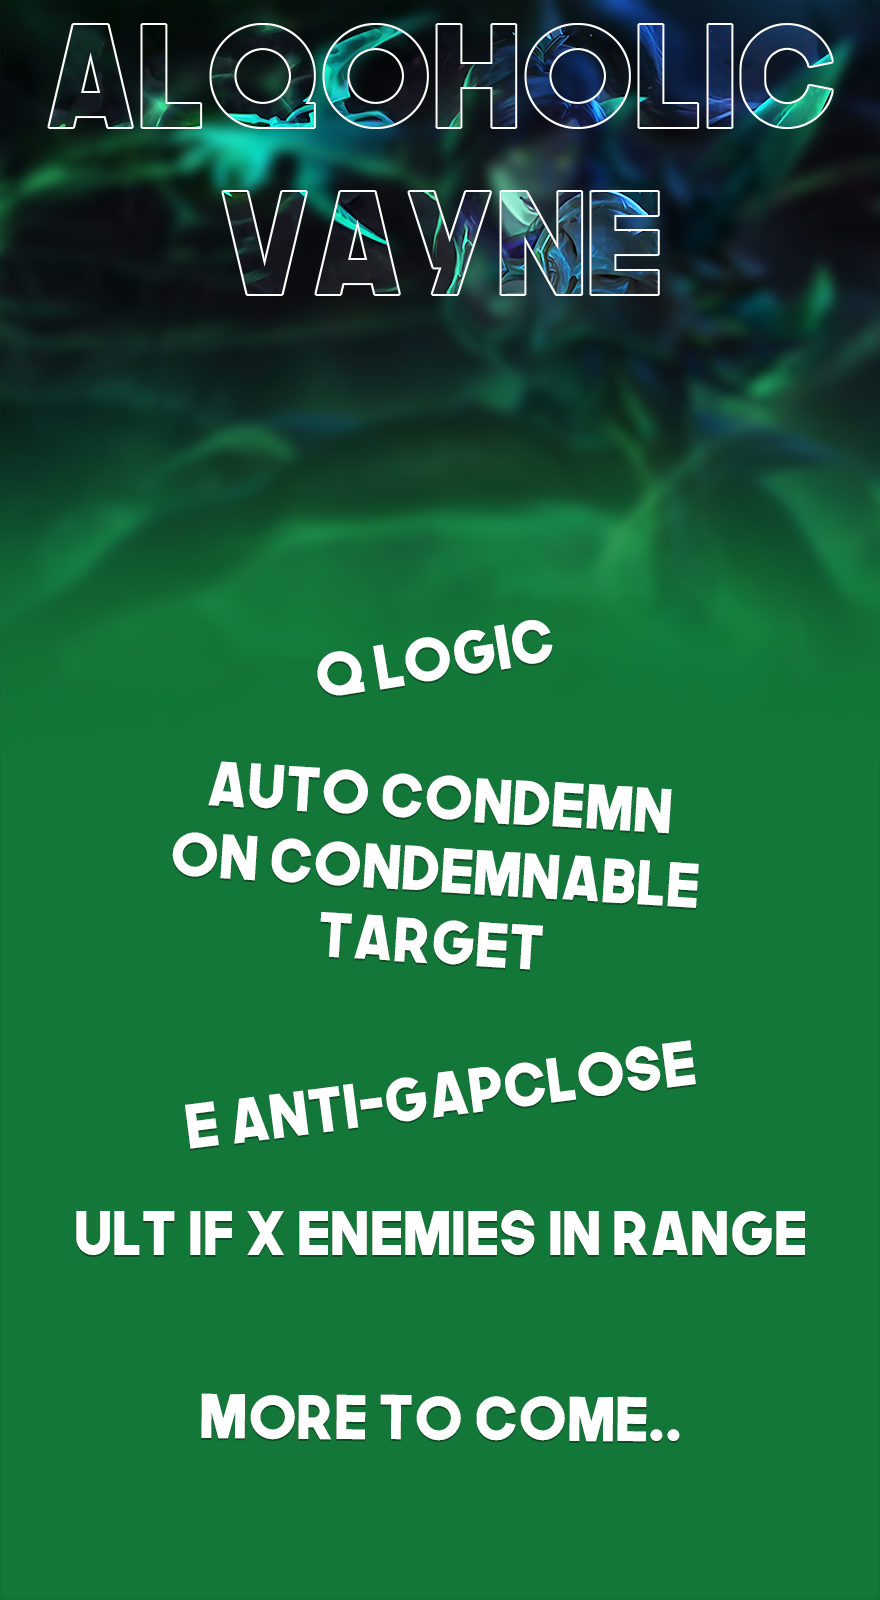 ALQOHOLIC
VAYNE
Q LOGIC
AUTO CONDEMN
ON CONDEMNABLE
TARGET
E ANTI-GAPCLOSE
ULT IF X ENEMIES IN RANGE
MORE TO COME..